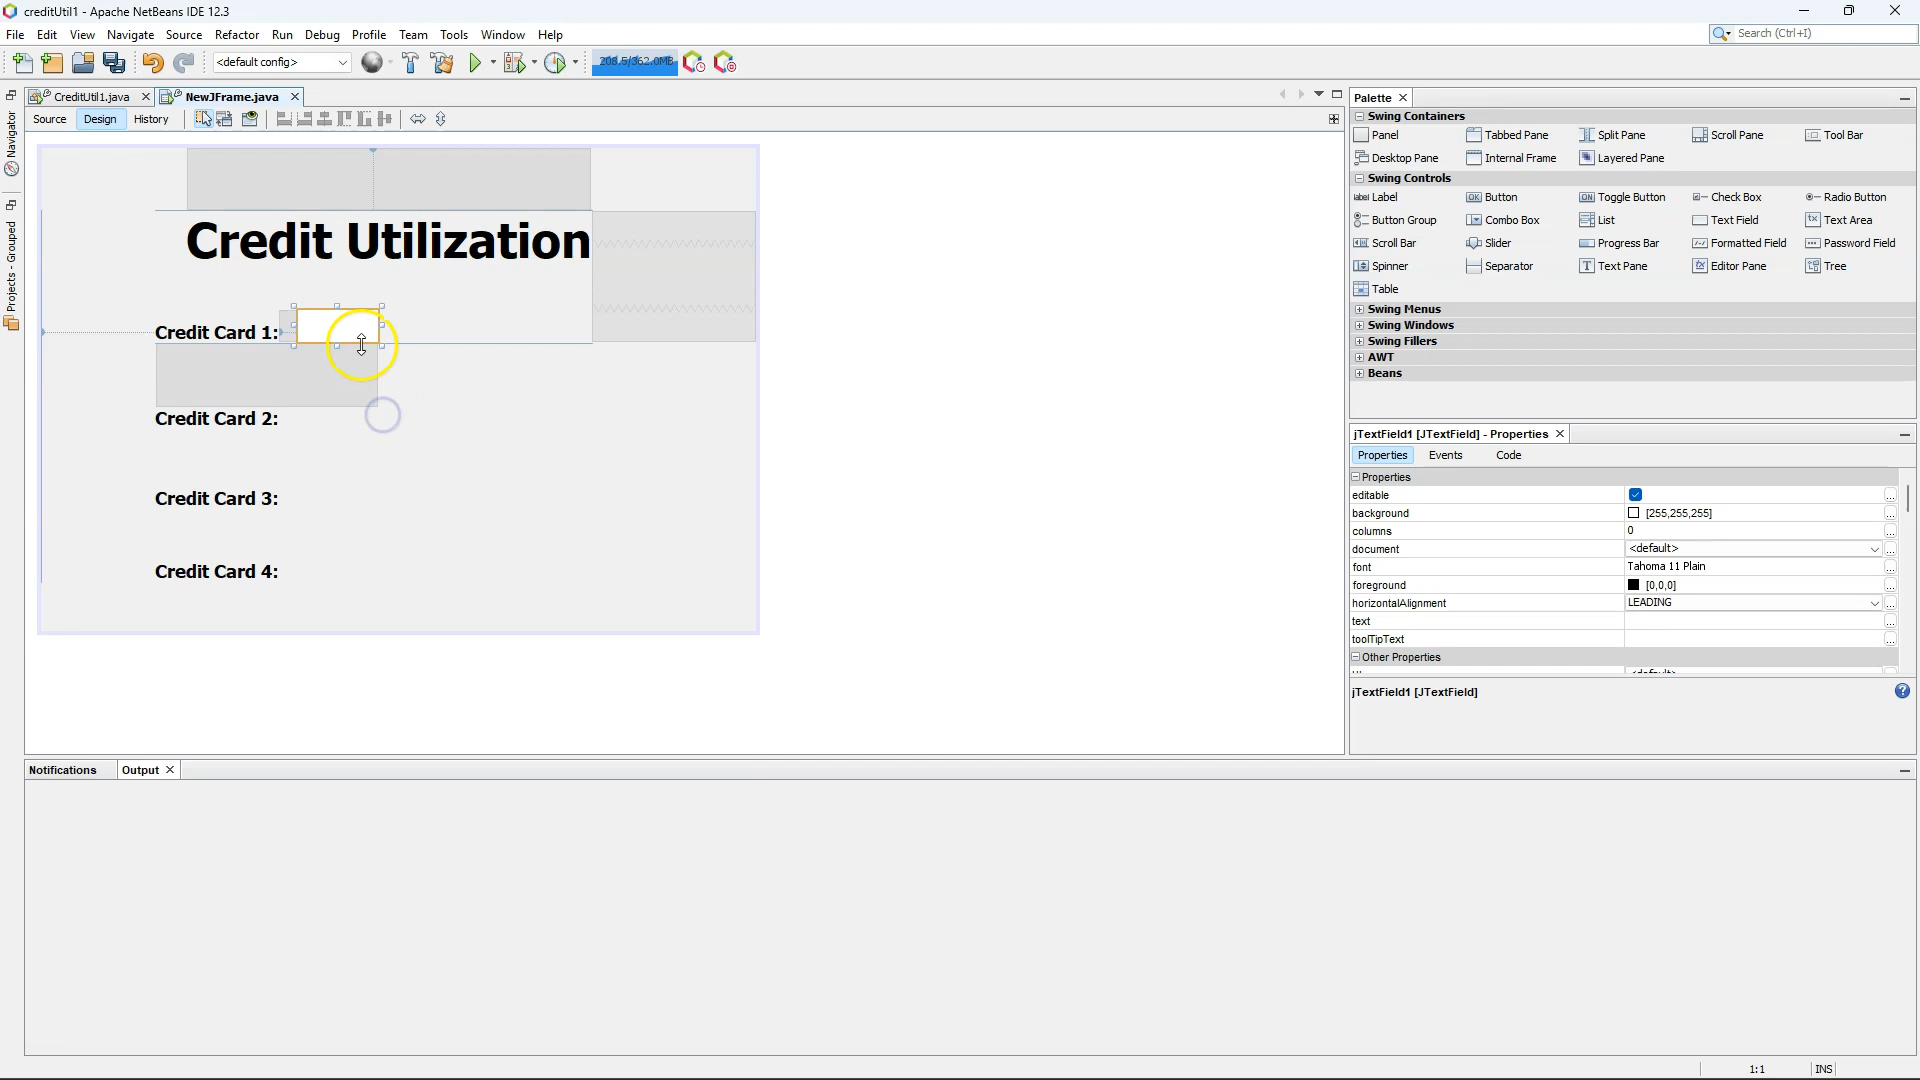 creditUtil1 - Apache NetBeans IDE 12.3
File Edit View Navigate Source Refactor Run Debug Profile Team Tools Window Help
Search (Ctrl+I)
<default config>
208.5/362.0MB
CreditUtil1.java
NewJFrame.java
Source Design History
Navigator
Projects - Grouped
Credit Utilization
Credit Card 1:
Credit Card 2:
Credit Card 3:
Credit Card 4:
Palette
Swing Containers
Panel Tabbed Pane Split Pane Scroll Pane Tool Bar
Desktop Pane Internal Frame Layered Pane
Swing Controls
Label Button Toggle Button Check Box Radio Button
Button Group Combo Box List Text Field Text Area
Scroll Bar Slider Progress Bar Formatted Field Password Field
Spinner Separator Text Pane Editor Pane Tree
Table
Swing Menus
Swing Windows
Swing Fillers
AWT
Beans
jTextField1 [JTextField] - Properties
Properties Events Code
Properties
editable
background [255,255,255]
columns 0
document <default>
font Tahoma 11 Plain
foreground [0,0,0]
horizontalAlignment LEADING
text
toolTipText
Other Properties
jTextField1 [JTextField]
Notifications Output
1:1 INS